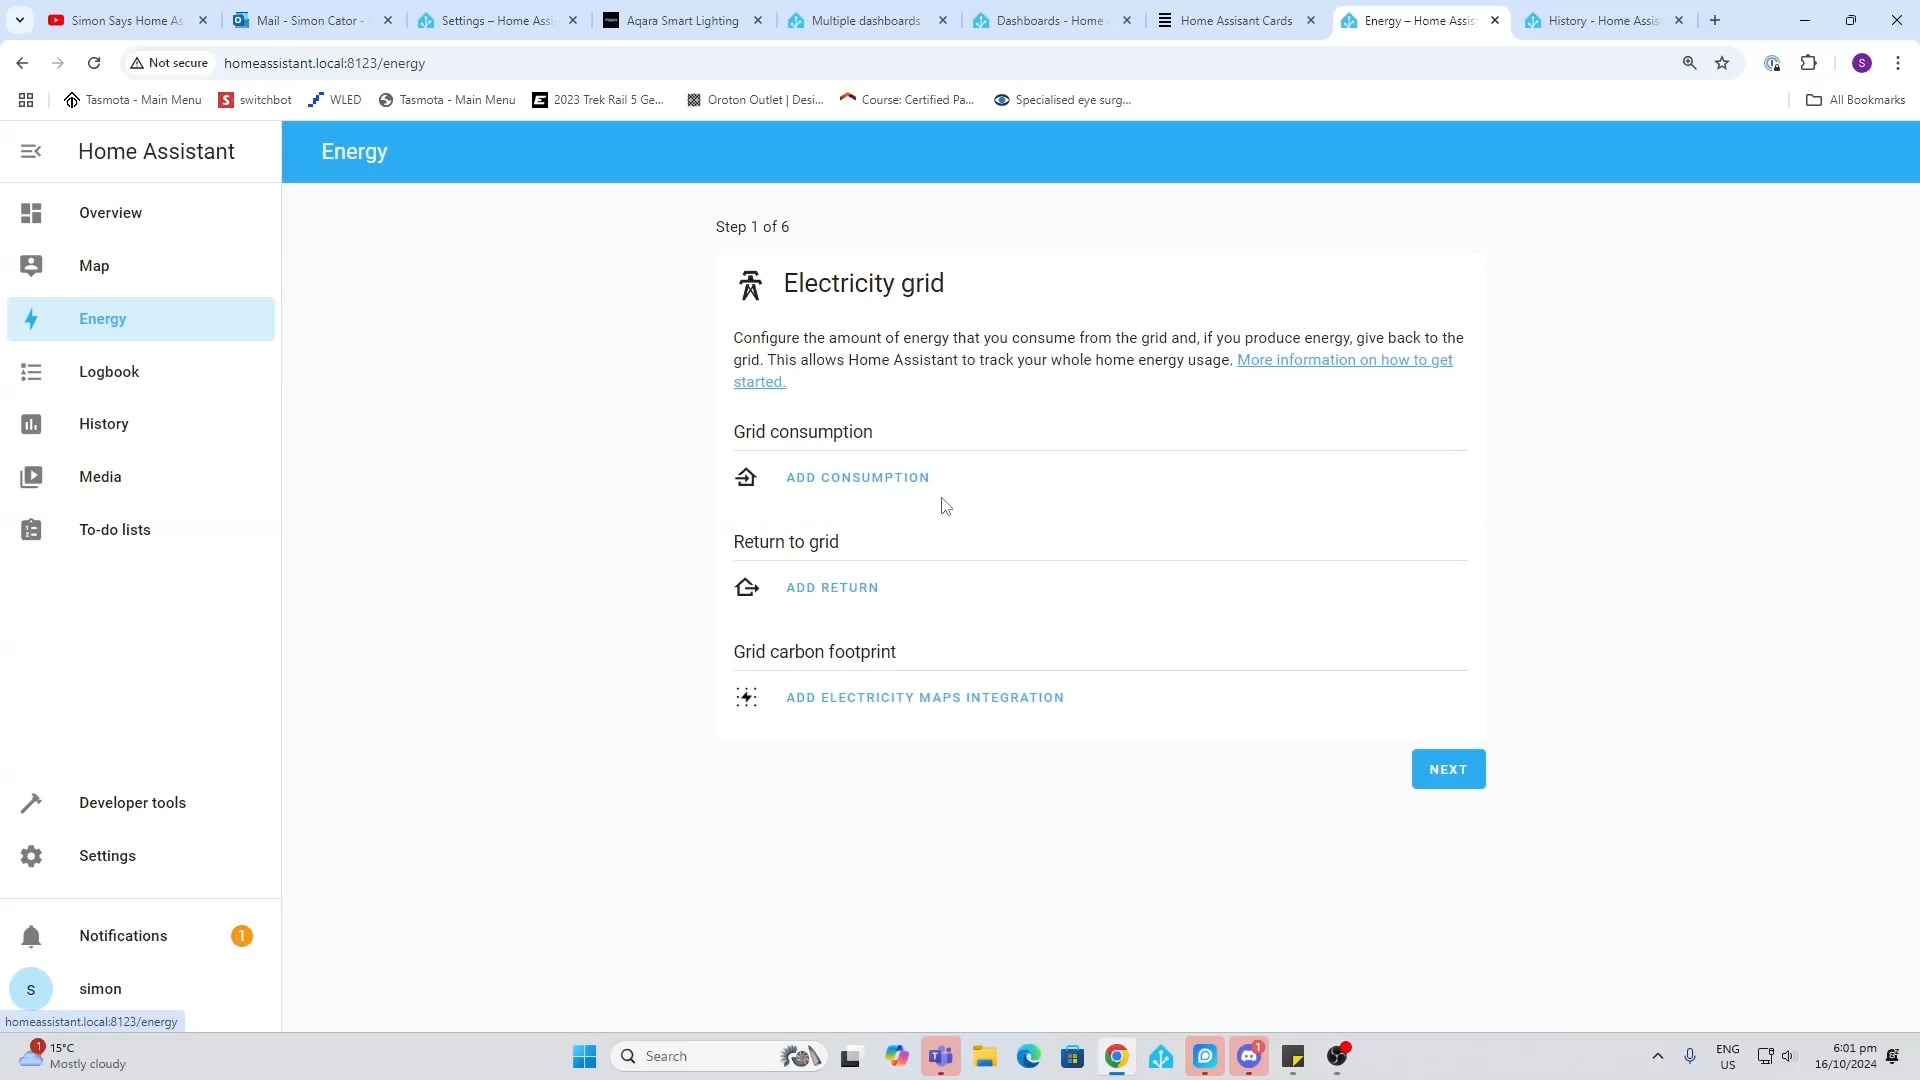 Simon Says Home As
Mail - Simon Cator -
Settings – Home Assi
Aqara Smart Lighting
Multiple dashboards
Dashboards - Home
Home Assisant Cards
Energy – Home Assis
History - Home Assis
Not secure
homeassistant.local:8123/energy
Tasmota - Main Menu
switchbot
WLED
Tasmota - Main Menu
2023 Trek Rail 5 Ge...
Oroton Outlet | Desi...
Course: Certified Pa...
Specialised eye surg...
All Bookmarks
Home Assistant
Energy
Overview
Map
Energy
Logbook
History
Media
To-do lists
Developer tools
Settings
Notifications
1
S
simon
homeassistant.local:8123/energy
Step 1 of 6
Electricity grid
Configure the amount of energy that you consume from the grid and, if you produce energy, give back to the
grid. This allows Home Assistant to track your whole home energy usage. More information on how to get
started.
Grid consumption
ADD CONSUMPTION
Return to grid
ADD RETURN
Grid carbon footprint
ADD ELECTRICITY MAPS INTEGRATION
NEXT
1
15°C
Mostly cloudy
Search
1
ENG
US
6:01 pm
16/10/2024